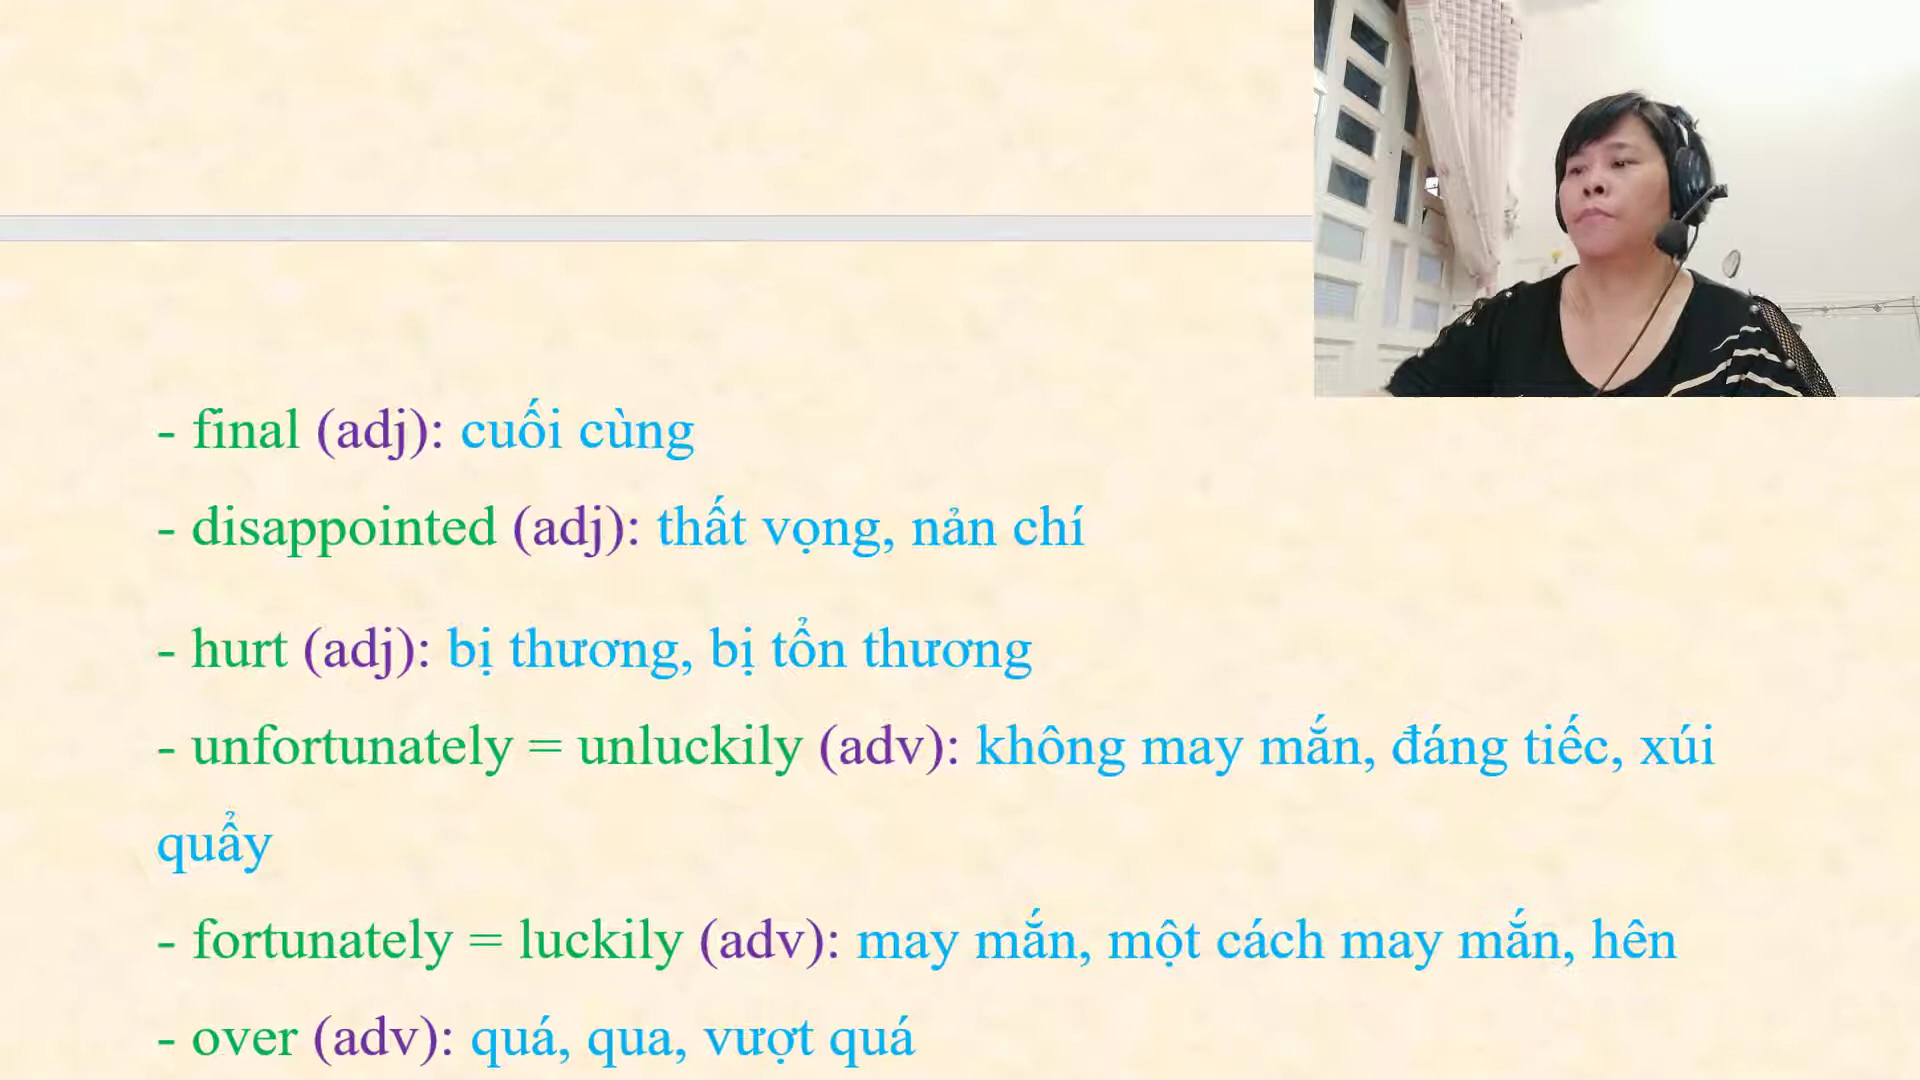 - final (adj): cuối cùng
- disappointed (adj): thất vọng, nản chí
- hurt (adj): bị thương, bị tổn thương
- unfortunately = unluckily (adv): không may mắn, đáng tiếc, xúi
quẩy
- fortunately = luckily (adv): may mắn, một cách may mắn, hên
- over (adv): quá, qua, vượt quá